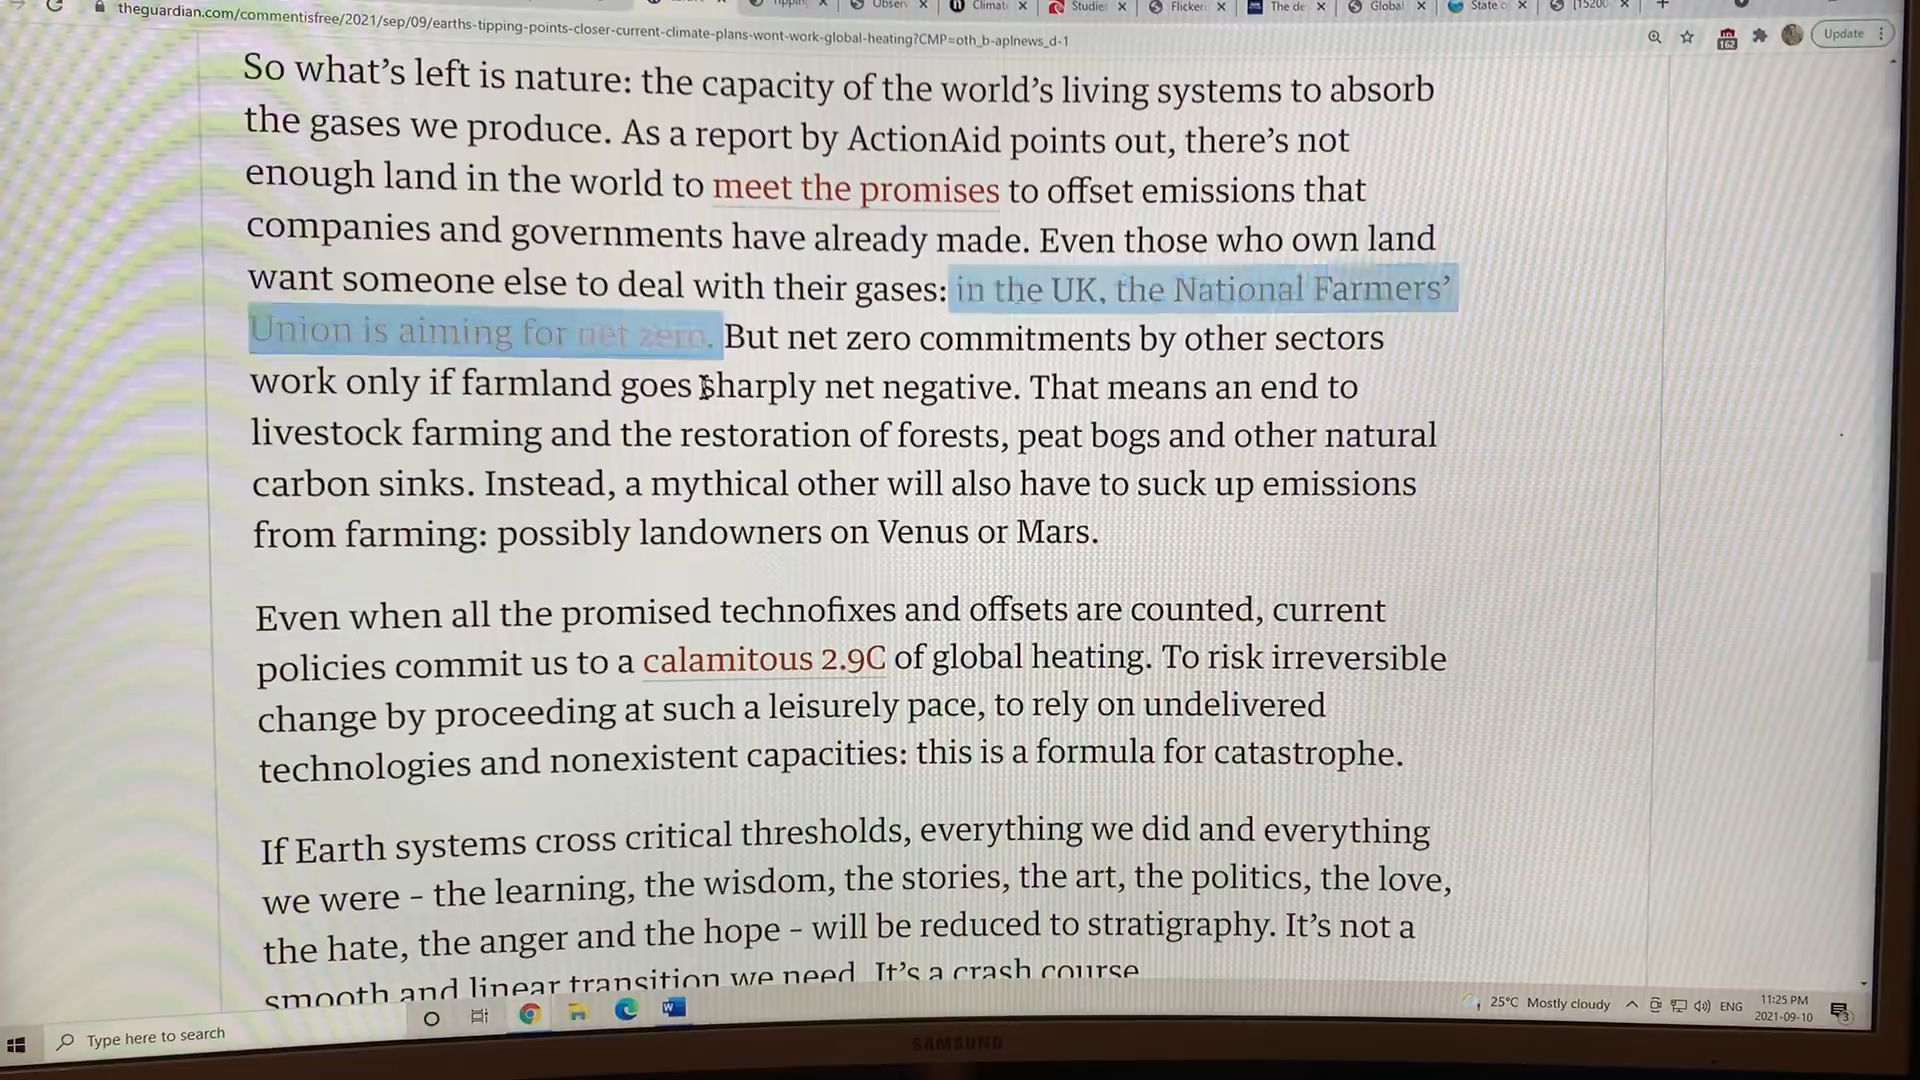 theguardian.com/commentisfree/2021/sep/09/earths-tipping-points-closer-current-climate-plans-wont-work-global-heating?CMP=oth_b-aplnews_d-1
Observ
Climat
Studie
Flicker
The de
Global
State o
[15200
162
Update
So what’s left is nature: the capacity of the world’s living systems to absorb
the gases we produce. As a report by ActionAid points out, there’s not
enough land in the world to meet the promises to offset emissions that
companies and governments have already made. Even those who own land
want someone else to deal with their gases: in the UK, the National Farmers’
Union is aiming for net zero. But net zero commitments by other sectors
work only if farmland goes sharply net negative. That means an end to
livestock farming and the restoration of forests, peat bogs and other natural
carbon sinks. Instead, a mythical other will also have to suck up emissions
from farming: possibly landowners on Venus or Mars.
Even when all the promised technofixes and offsets are counted, current
policies commit us to a calamitous 2.9C of global heating. To risk irreversible
change by proceeding at such a leisurely pace, to rely on undelivered
technologies and nonexistent capacities: this is a formula for catastrophe.
If Earth systems cross critical thresholds, everything we did and everything
we were – the learning, the wisdom, the stories, the art, the politics, the love,
the hate, the anger and the hope – will be reduced to stratigraphy. It’s not a
smooth and linear transition we need. It’s a crash course
Type here to search
25°C Mostly cloudy
ENG
11:25 PM
2021-09-10
3
SAMSUNG